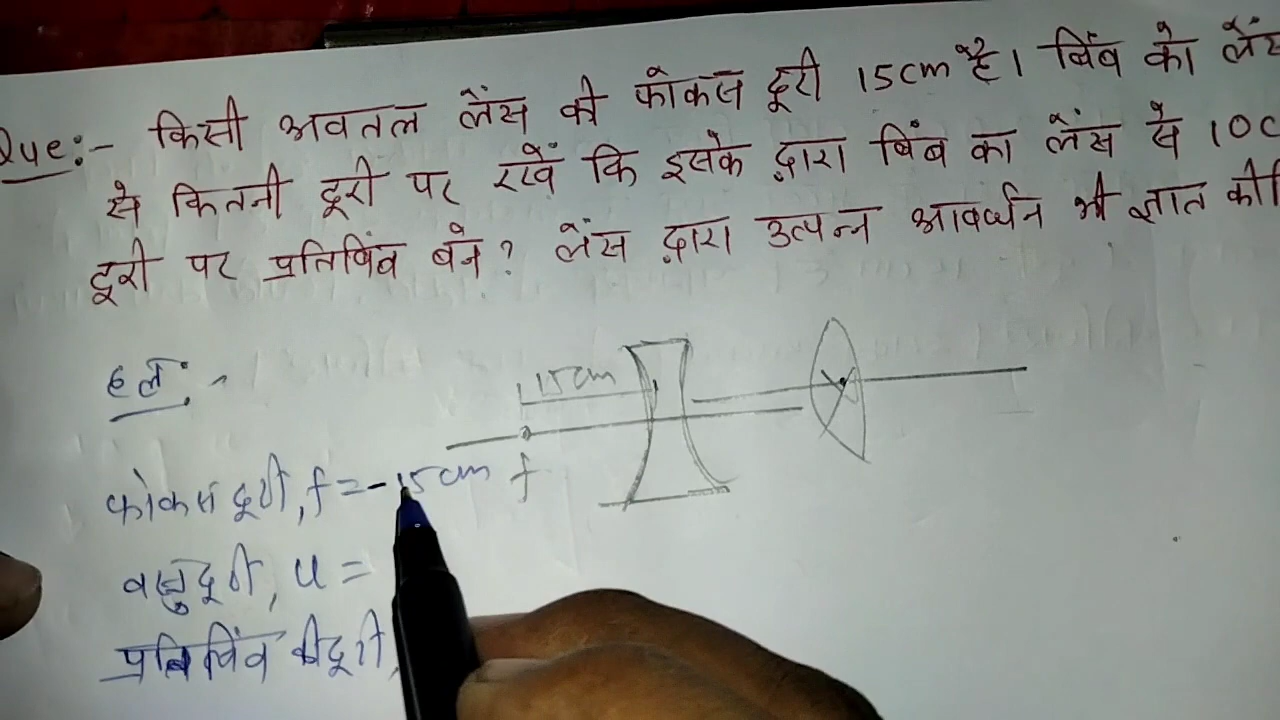 Que:- किसी अवतल लेंस की फोकस दूरी 15cm है। बिंब को लेंस
से कितनी दूरी पर रखें कि इसके द्वारा बिंब का लेंस से 10c
दूरी पर प्रतिबिंब बने? लेंस द्वारा उत्पन्न आवर्धन भी ज्ञात की
हल:-
15cm
f
फोकस दूरी, f = -15cm
वस्तु दूरी, u =
प्रतिबिंब की दूरी,